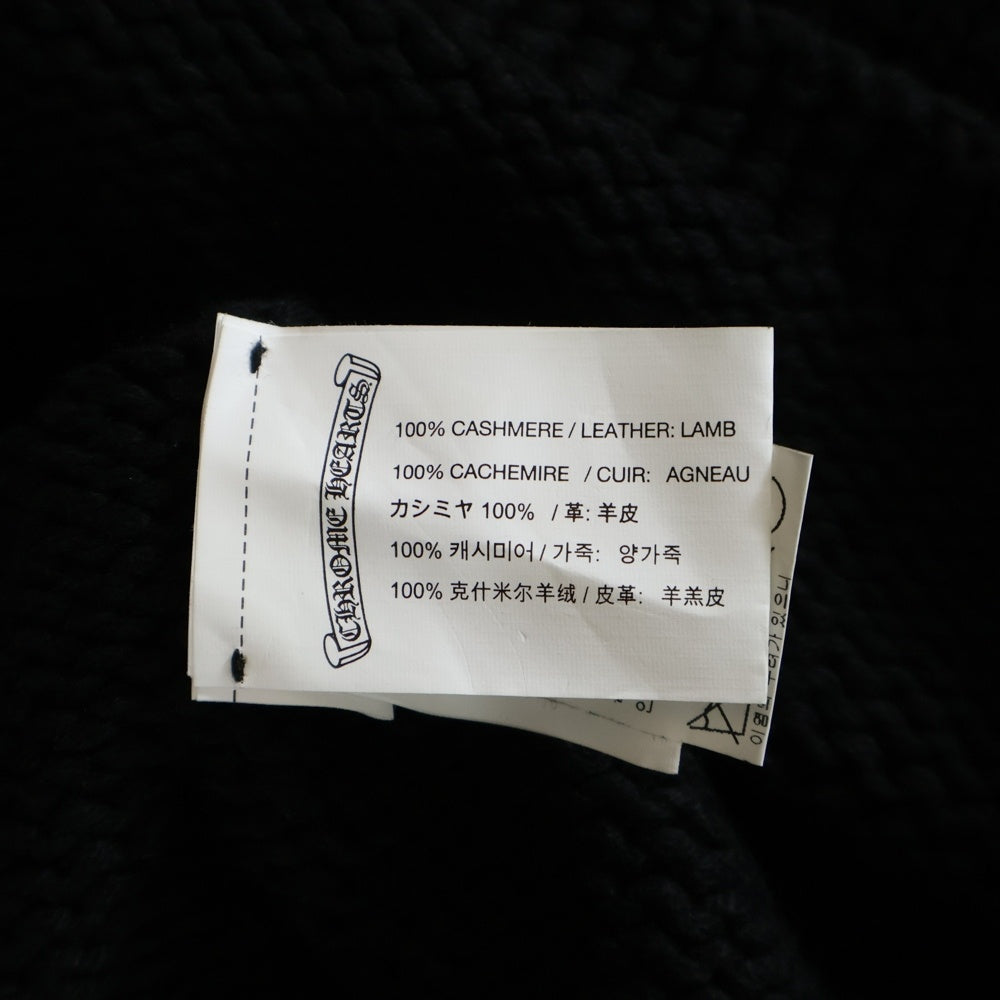 CHROME HEARTS
100% CASHMERE / LEATHER: LAMB
100% CACHEMIRE / CUIR: AGNEAU
カシミヤ 100% / 革: 羊皮
100% 캐시미어 / 가죽: 양가죽
100% 克什米尔羊绒 / 皮革: 羊羔皮